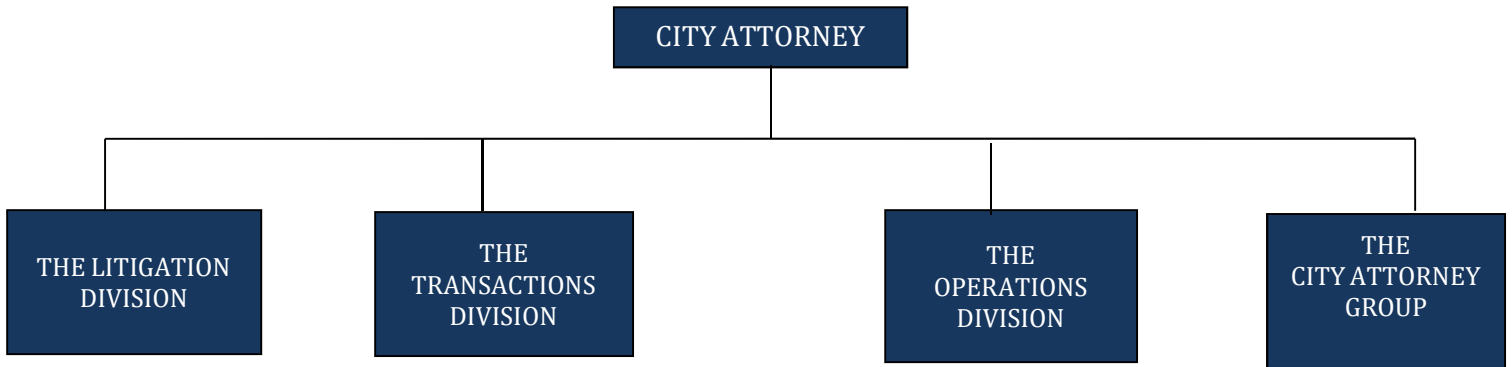 CITY ATTORNEY
THE LITIGATION
DIVISION
THE
TRANSACTIONS
DIVISION
THE
OPERATIONS
DIVISION
THE
CITY ATTORNEY
GROUP